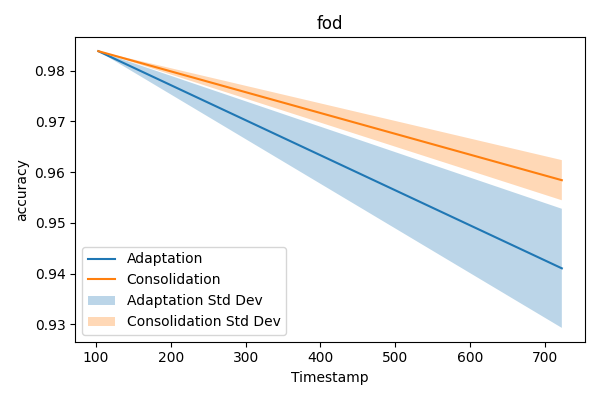 fod
accuracy
0.98
0.97
0.96
0.95
0.94
0.93
Adaptation
Consolidation
Adaptation Std Dev
Consolidation Std Dev
100 200 300 400 500 600 700
Timestamp